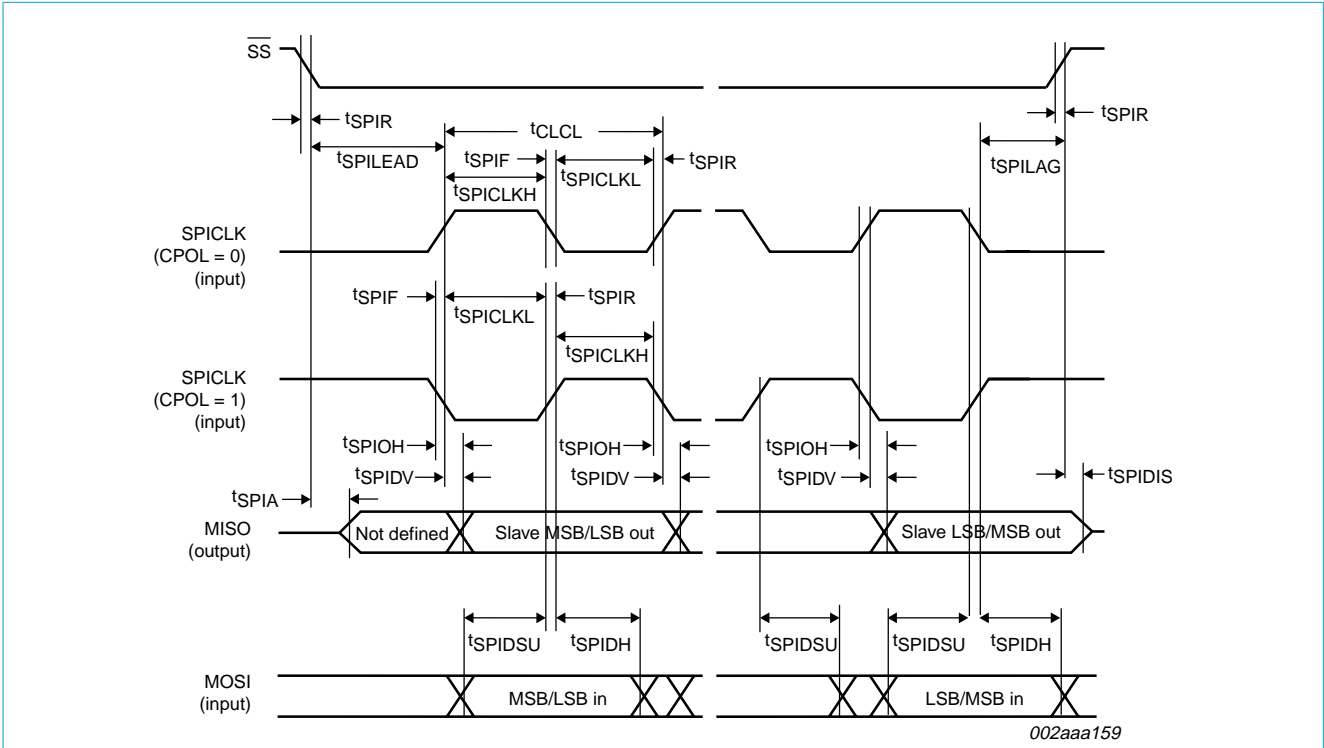 SS
tSPIR
tCLCL
tSPIR
tSPILEAD
tSPIF
tSPICLKL
tSPIR
tSPILAG
tSPICLKH
SPICLK
(CPOL = 0)
(input)
tSPIF
tSPICLKL
tSPIR
tSPICLKH
SPICLK
(CPOL = 1)
(input)
tSPIOH
tSPIOH
tSPIOH
tSPIDV
tSPIDV
tSPIDV
tSPIDIS
tSPIA
MISO
(output)
Not defined
Slave MSB/LSB out
Slave LSB/MSB out
tSPIDSU
tSPIDH
tSPIDSU
tSPIDSU
tSPIDH
MOSI
(input)
MSB/LSB in
LSB/MSB in
002aaa159